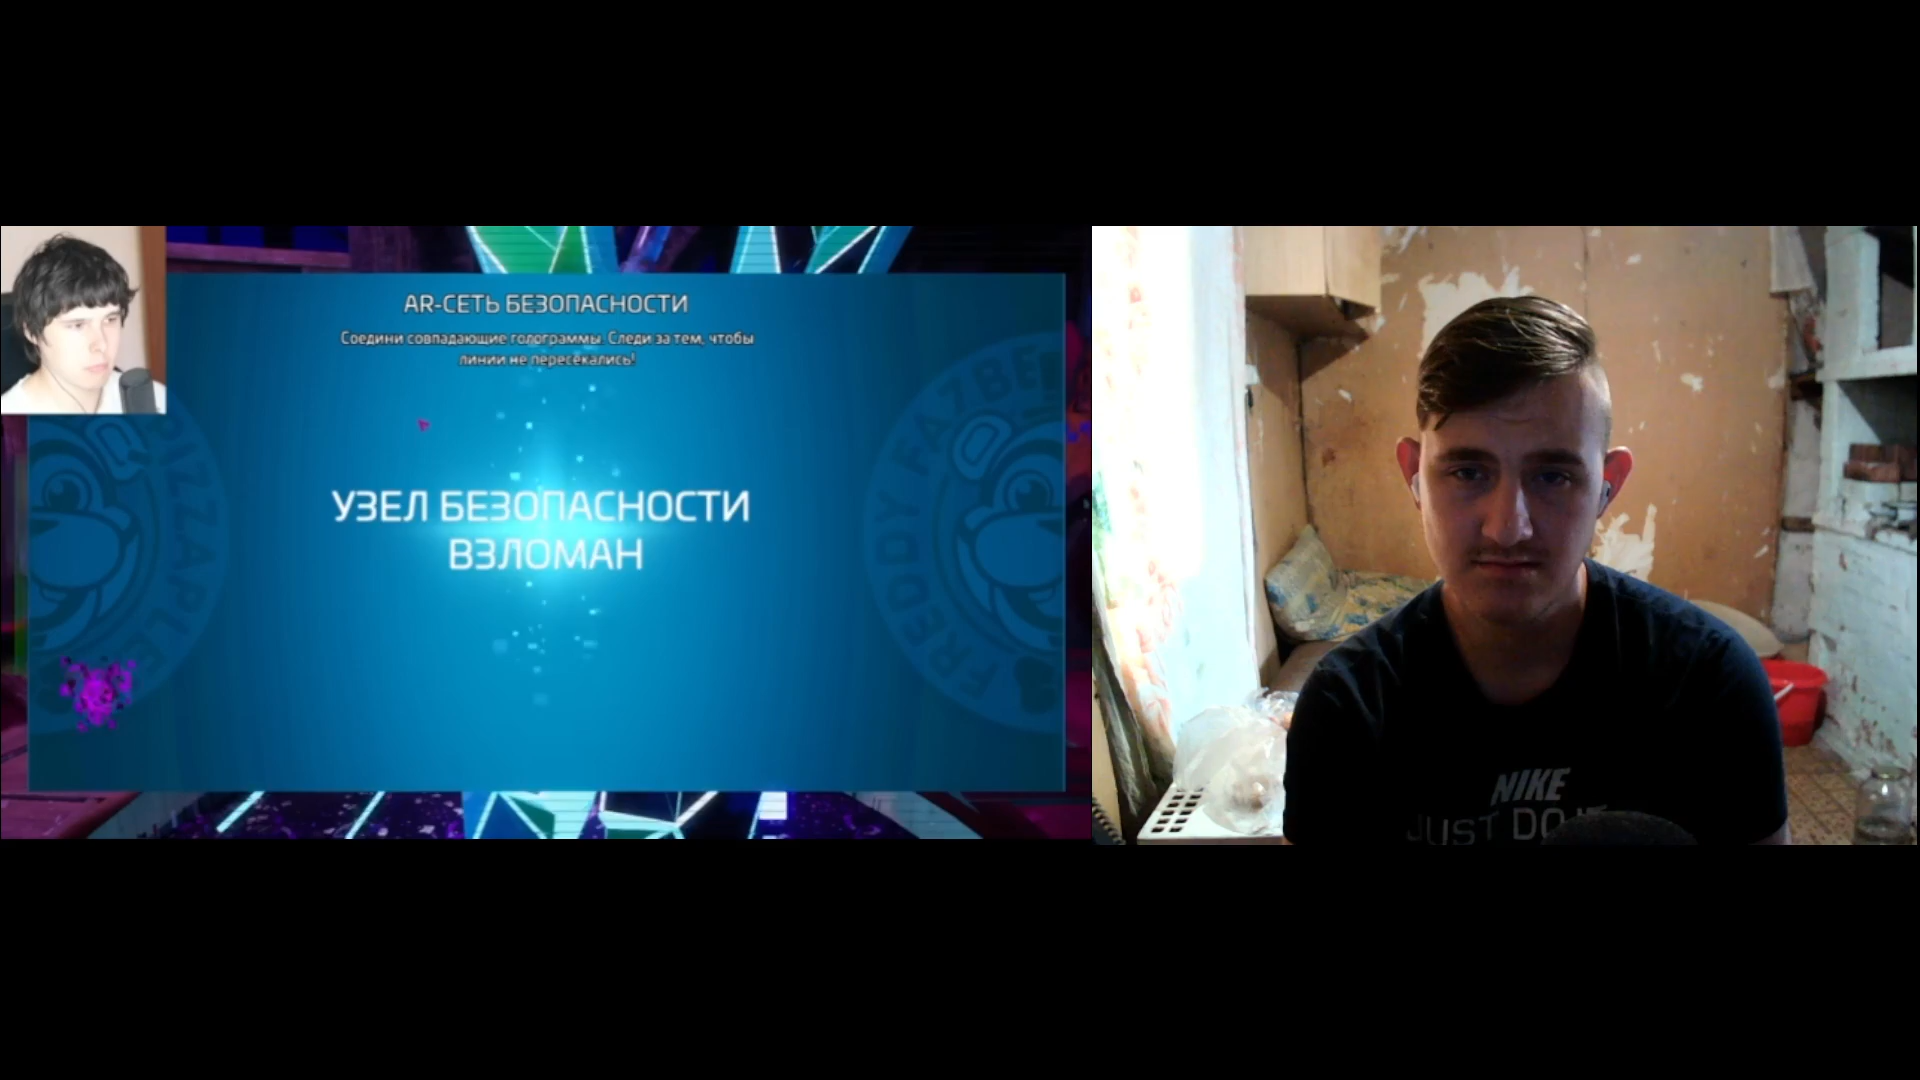 AR-СЕТЬ БЕЗОПАСНОСТИ
Соедини совпадающие голограммы. Следи за тем, чтобы
линии не пересекались!
УЗЕЛ БЕЗОПАСНОСТИ
ВЗЛОМАН
PIZZAPLEX
FREDDY FAZBE
NIKE
JUST DO IT